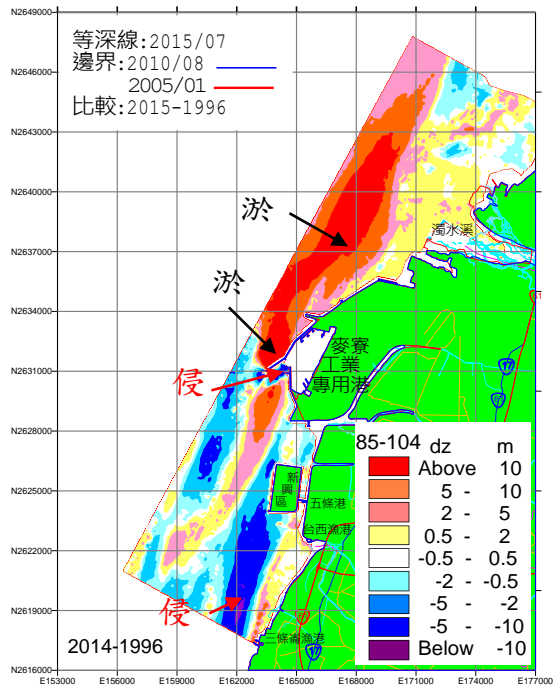 N2649000
N2646000
N2643000
N2640000
N2637000
N2634000
N2631000
N2628000
N2625000
N2622000
N2619000
N2616000
等深線:2015/07
邊界:2010/08
2005/01
比較:2015-1996
淤
淤
侵
侵
濁水溪
麥寮
工業
專用港
新
興
區
五條港
台西漁港
三條崙漁港
61
17
61
17
85-104 dz m
Above 10
5 - 10
2 - 5
0.5 - 2
-0.5 - 0.5
-2 - -0.5
-5 - -2
-5 - -10
Below -10
2014-1996
E153000 E156000 E159000 E162000 E165000 E168000 E171000 E174000 E177000